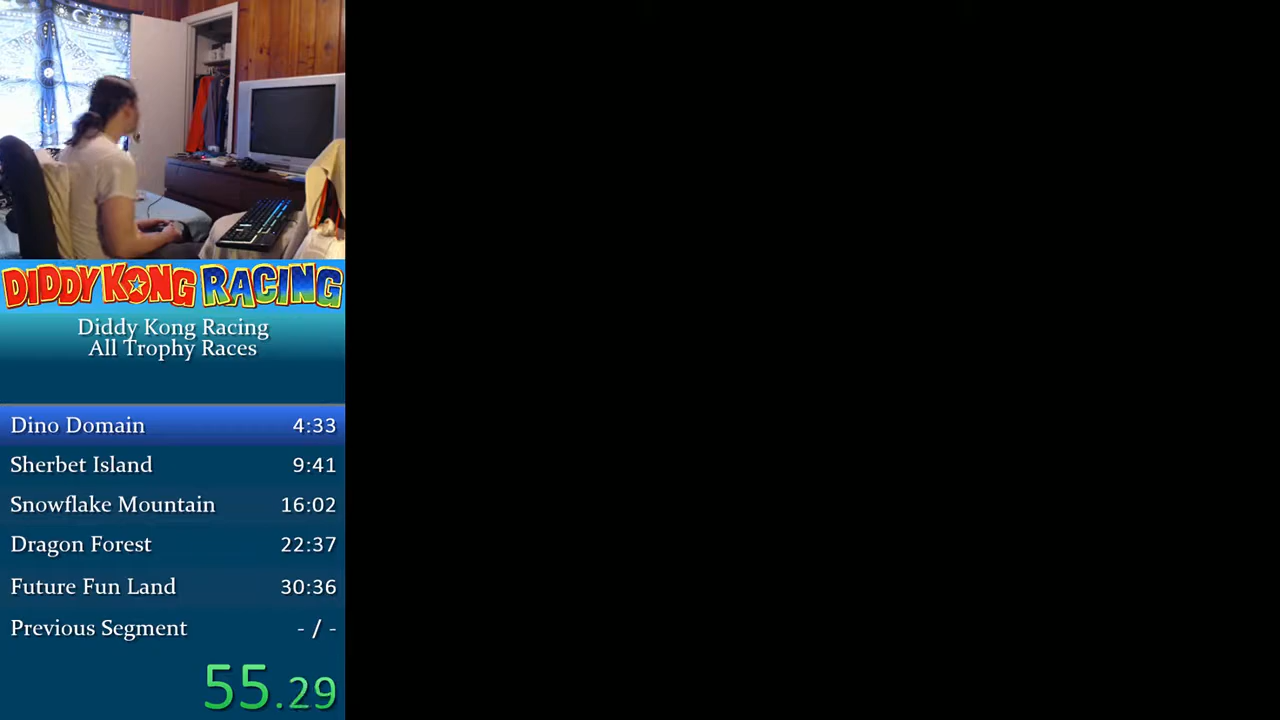 DIDDY KONG RACING
Diddy Kong Racing
All Trophy Races
Dino Domain 4:33
Sherbet Island 9:41
Snowflake Mountain 16:02
Dragon Forest 22:37
Future Fun Land 30:36
Previous Segment - / -
55.29